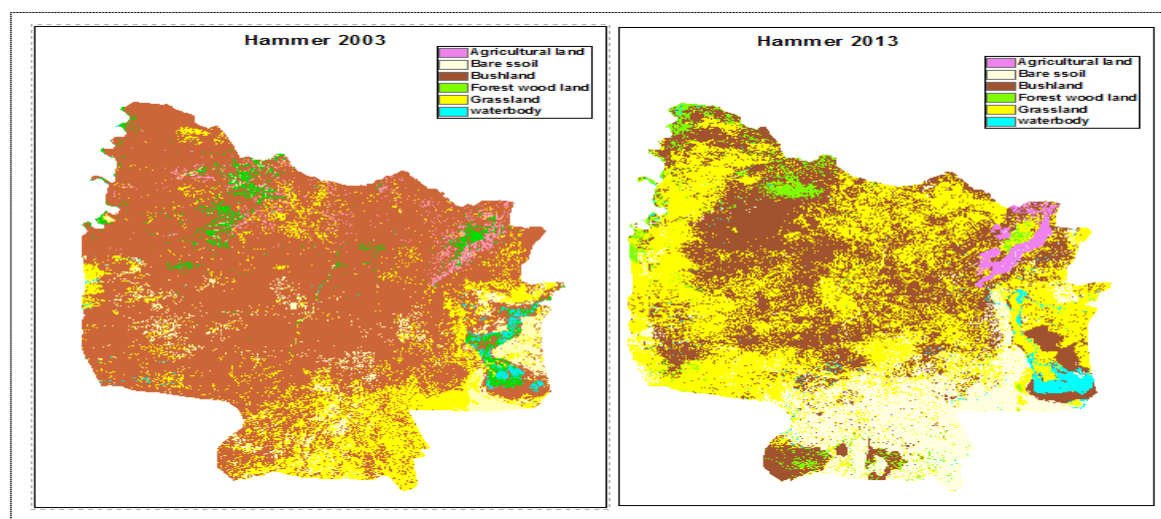 Hammer 2003
Agricultural land
Bare ssoil
Bushland
Forest wood land
Grassland
waterbody
Hammer 2013
Agricultural land
Bare ssoil
Bushland
Forest wood land
Grassland
waterbody